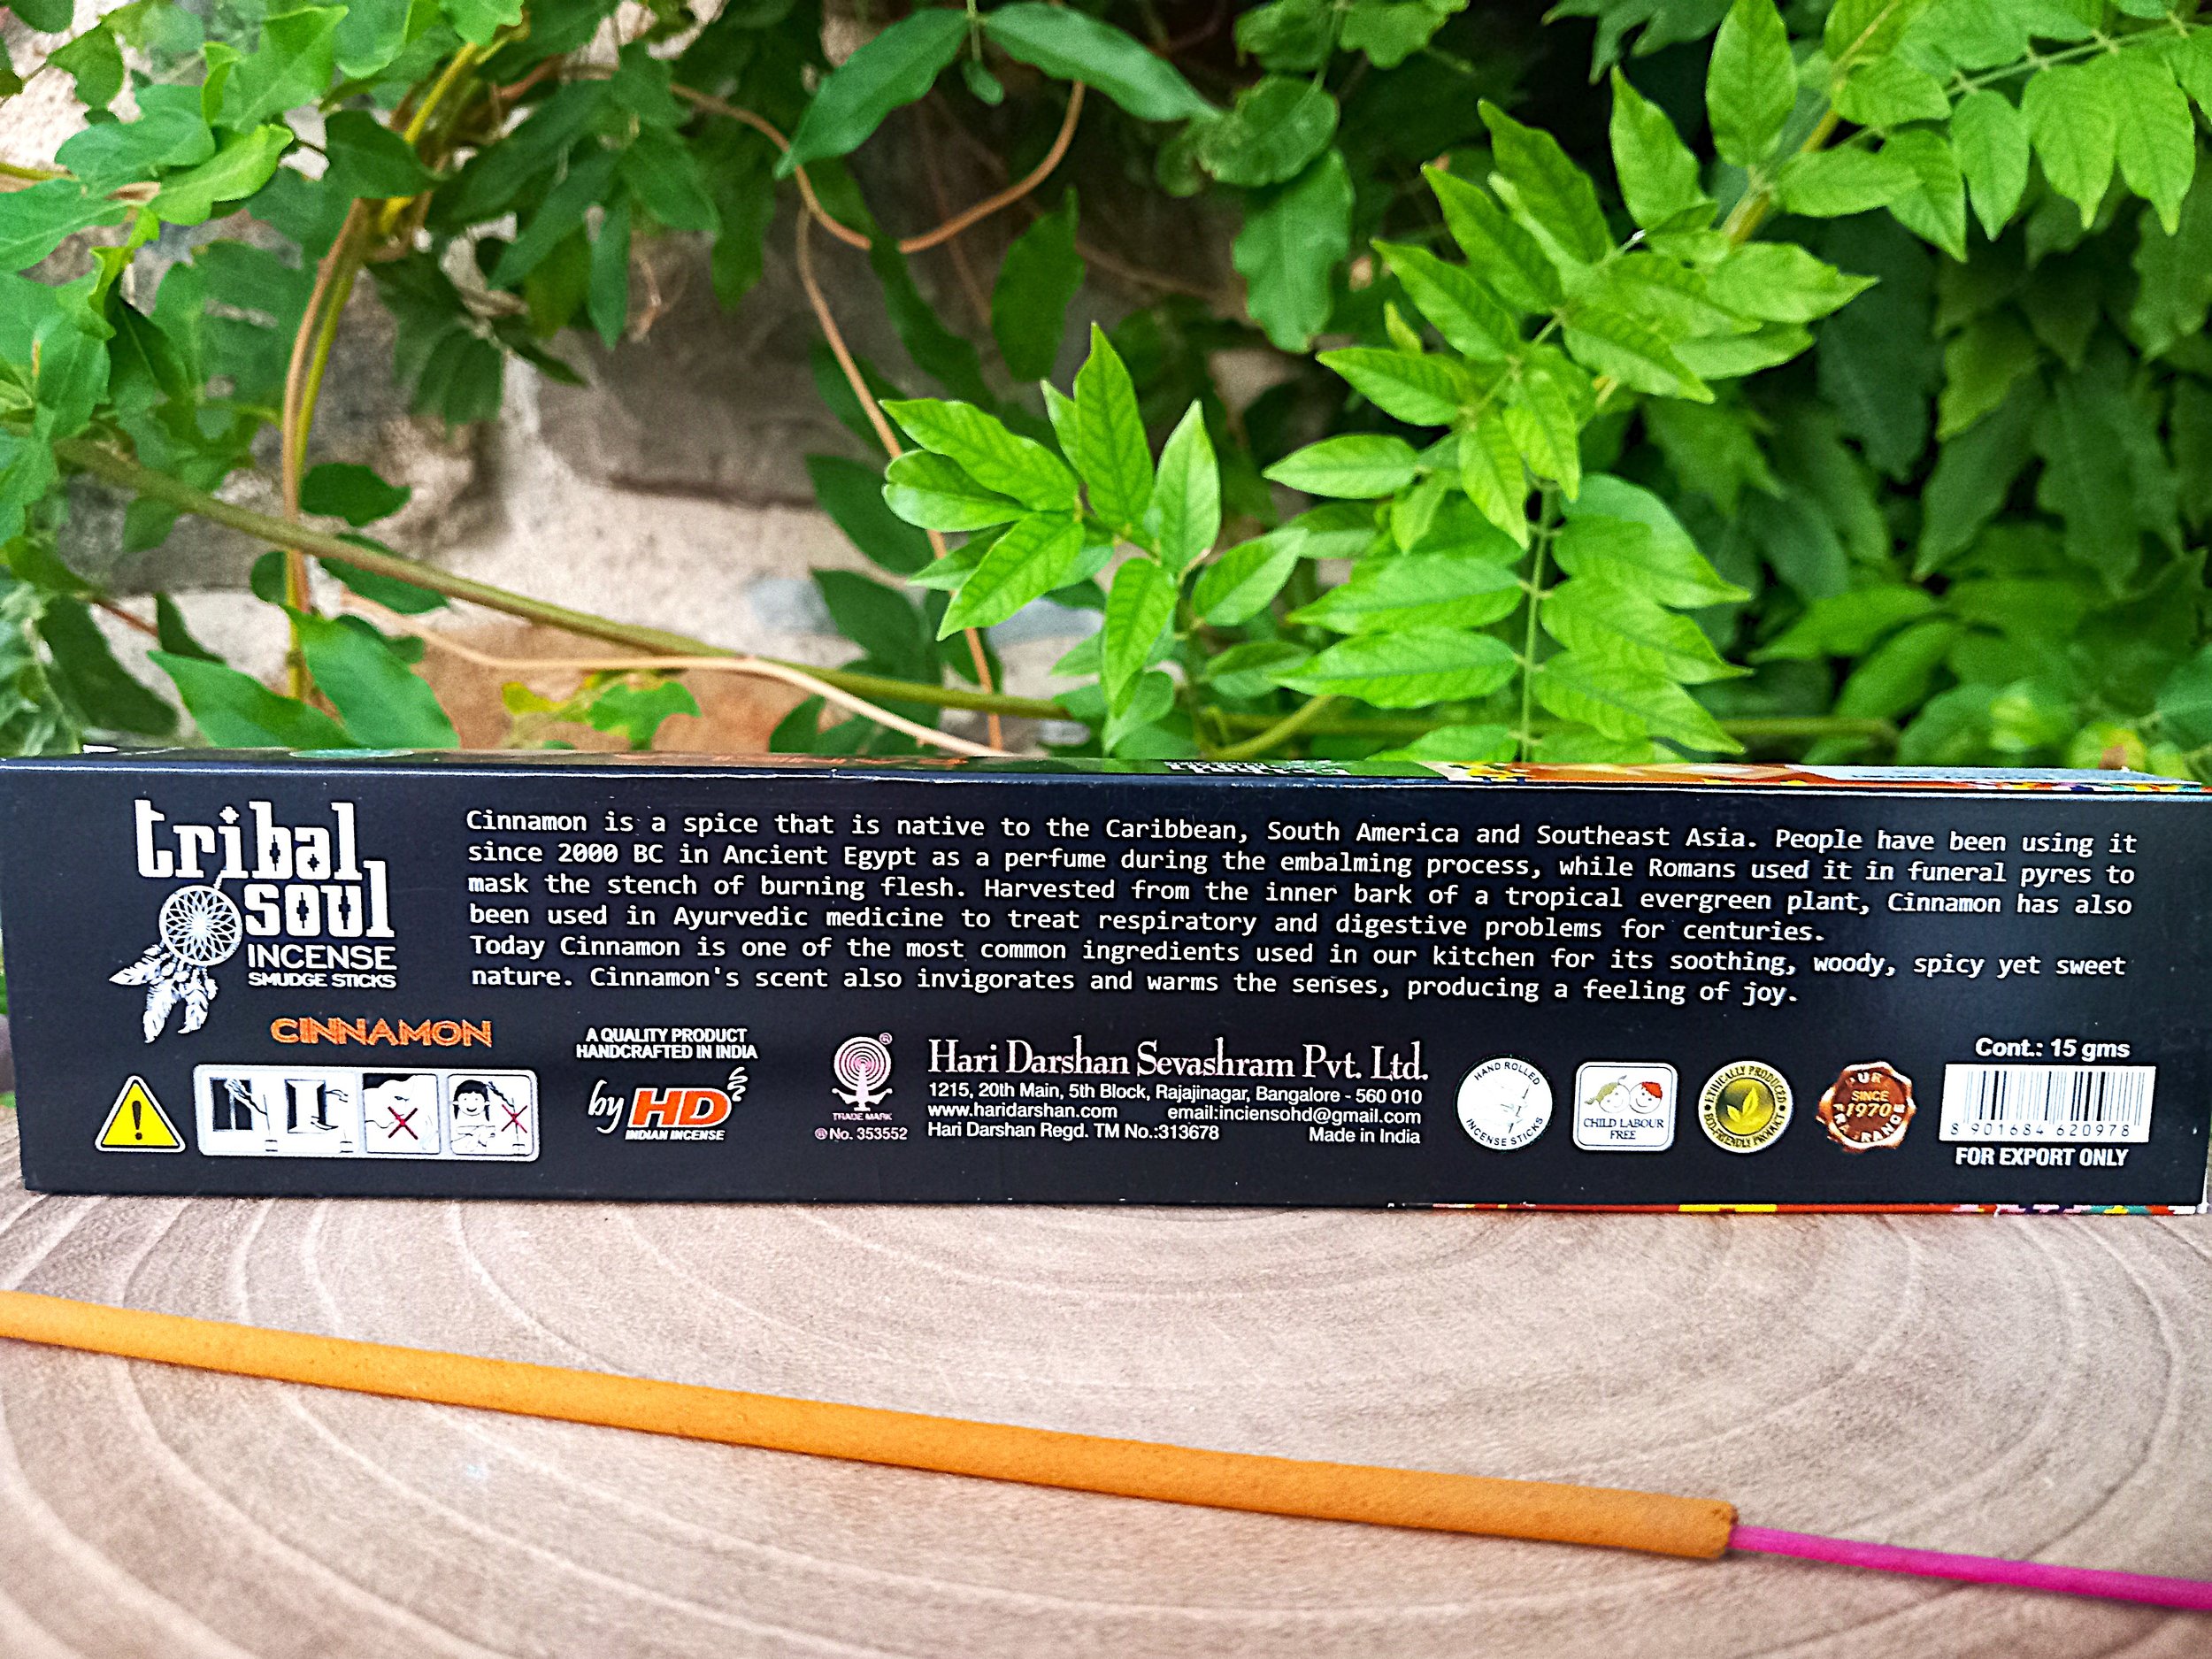 tribal
soul
INCENSE
SMUDGE STICKS
CINNAMON
Cinnamon is a spice that is native to the Caribbean, South America and Southeast Asia. People have been using it
since 2000 BC in Ancient Egypt as a perfume during the embalming process, while Romans used it in funeral pyres to
mask the stench of burning flesh. Harvested from the inner bark of a tropical evergreen plant, Cinnamon has also
been used in Ayurvedic medicine to treat respiratory and digestive problems for centuries.
Today Cinnamon is one of the most common ingredients used in our kitchen for its soothing, woody, spicy yet sweet
nature. Cinnamon's scent also invigorates and warms the senses, producing a feeling of joy.
A QUALITY PRODUCT
HANDCRAFTED IN INDIA
by HD
INDIAN INCENSE
®
TRADE MARK
® No. 353552
Hari Darshan Sevashram Pvt. Ltd.
1215, 20th Main, 5th Block, Rajajinagar, Bangalore - 560 010
www.haridarshan.com email:inciensohd@gmail.com
Hari Darshan Regd. TM No.:313678 Made in India
HAND ROLLED
INCENSE STICKS
CHILD LABOUR
FREE
ETHICALLY PRODUCED
ECO-FRIENDLY PRODUCT
PUR
SINCE
1970
FRAGRANCE
Cont.: 15 gms
8 901684 620978
FOR EXPORT ONLY